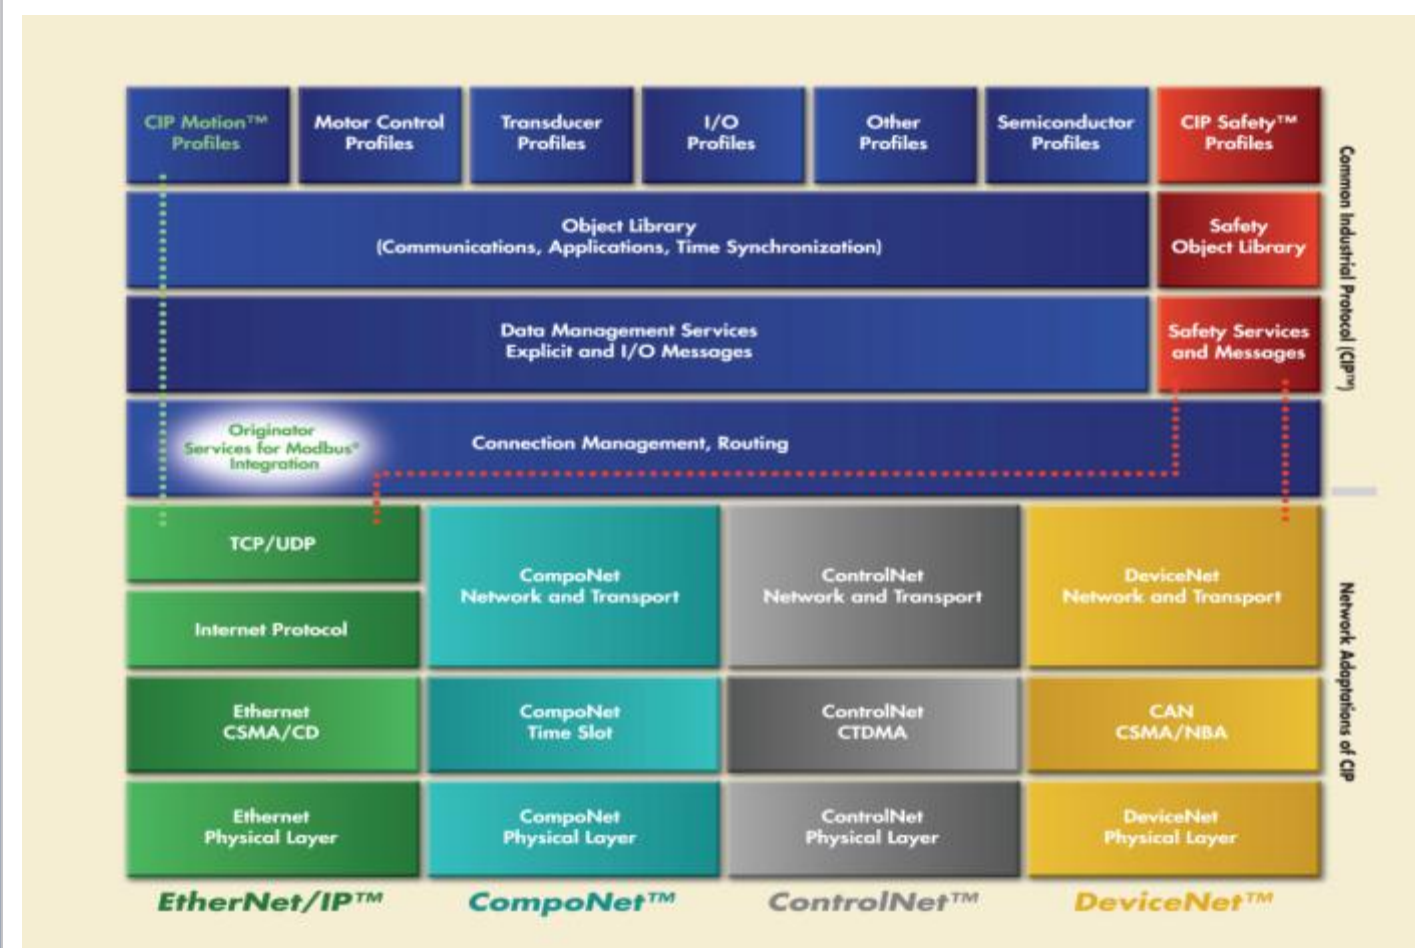 CIP Motion™
Profiles
Motor Control
Profiles
Transducer
Profiles
I/O
Profiles
Other
Profiles
Semiconductor
Profiles
CIP Safety™
Profiles
Object Library
(Communications, Applications, Time Synchronization)
Safety
Object Library
Data Management Services
Explicit and I/O Messages
Safety Services
and Messages
Originator
Services for Modbus®
Integration
Connection Management, Routing
Common Industrial Protocol (CIP™)
TCP/UDP
Internet Protocol
CompoNet
Network and Transport
ControlNet
Network and Transport
DeviceNet
Network and Transport
Ethernet
CSMA/CD
CompoNet
Time Slot
ControlNet
CTDMA
CAN
CSMA/NBA
Ethernet
Physical Layer
CompoNet
Physical Layer
ControlNet
Physical Layer
DeviceNet
Physical Layer
Network Adaptations of CIP
EtherNet/IP™
CompoNet™
ControlNet™
DeviceNet™